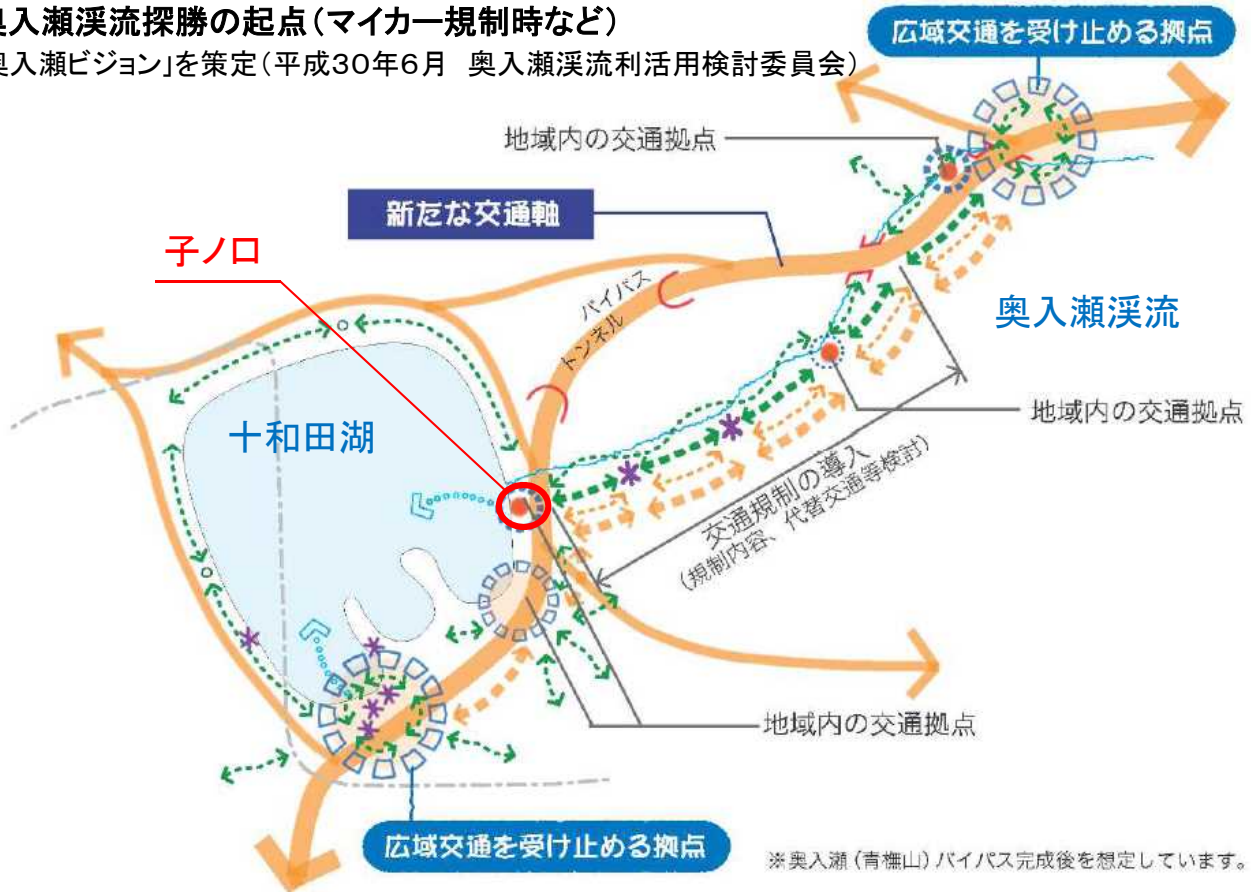 奥入瀬渓流探勝の起点(マイカー規制時など)
奥入瀬ビジョン」を策定(平成30年6月 奥入瀬渓流利活用検討委員会)
広域交通を受け止める拠点
地域内の交通拠点
新たな交通軸
子ノ口
バイパス
トンネル
奥入瀬渓流
地域内の交通拠点
十和田湖
交通規制の導入
(規制内容、代替交通等検討)
地域内の交通拠点
広域交通を受け止める拠点
※奥入瀬(青橅山)バイパス完成後を想定しています。